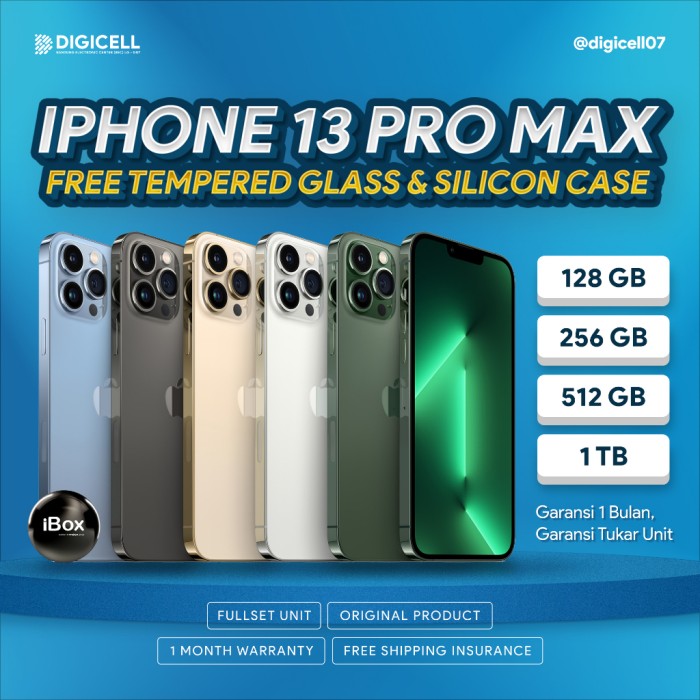 DIGICELL
@digicell07
IPHONE 13 PRO MAX
FREE TEMPERED GLASS & SILICON CASE
128 GB
256 GB
512 GB
1 TB
iBox
Garansi 1 Bulan,
Garansi Tukar Unit
FULLSET UNIT
ORIGINAL PRODUCT
1 MONTH WARRANTY
FREE SHIPPING INSURANCE